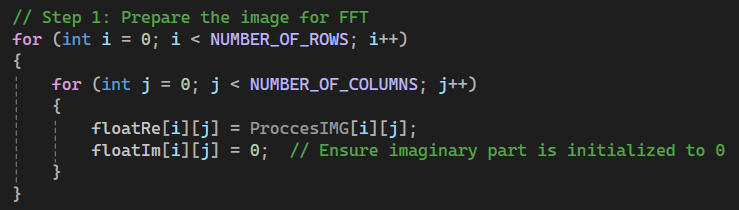 // Step 1: Prepare the image for FFT
for (int i = 0; i < NUMBER_OF_ROWS; i++)
{
    for (int j = 0; j < NUMBER_OF_COLUMNS; j++)
    {
        floatRe[i][j] = ProccesIMG[i][j];
        floatIm[i][j] = 0;  // Ensure imaginary part is initialized to 0
    }
}